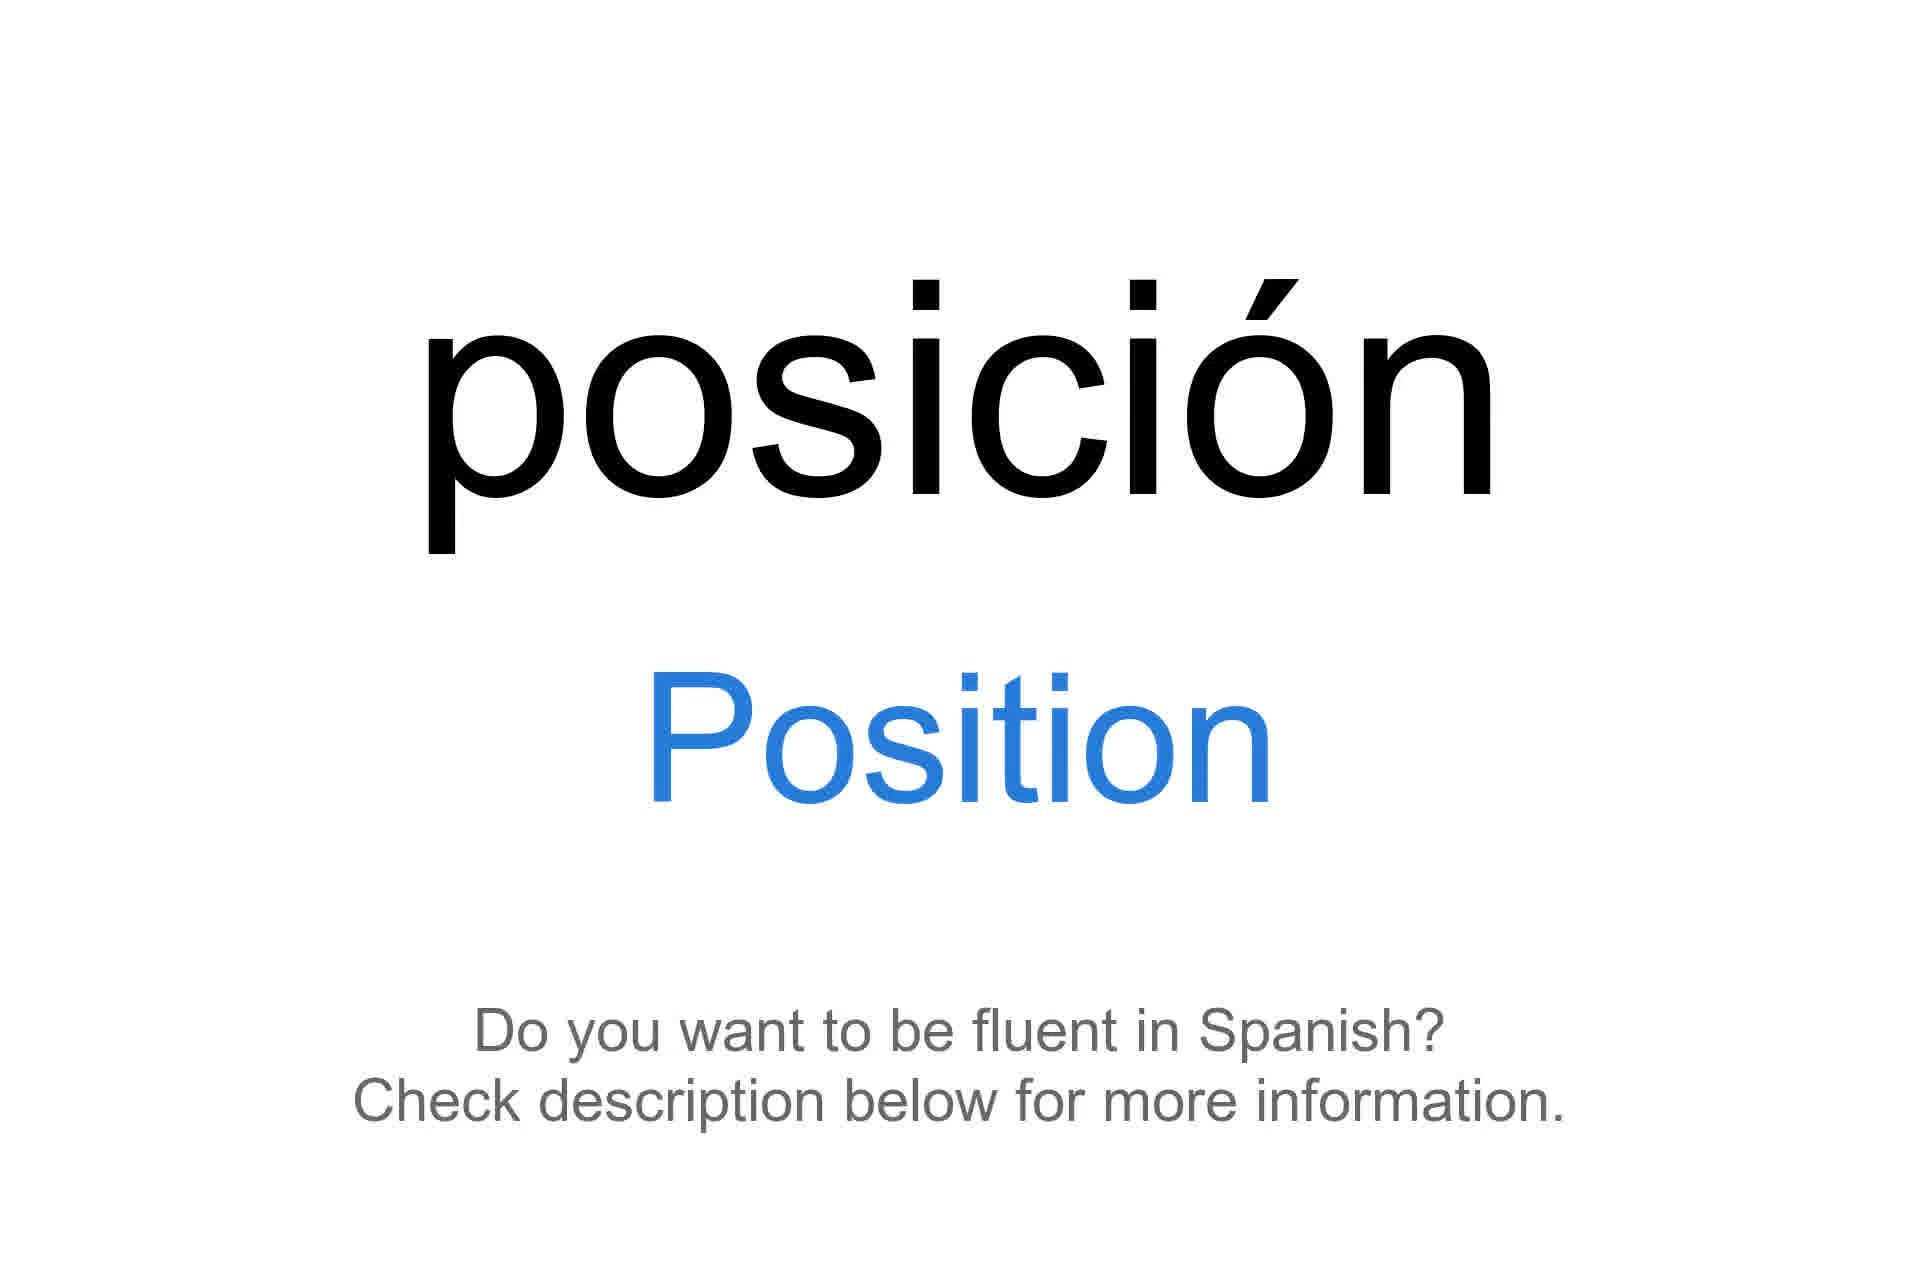 posición
Position
Do you want to be fluent in Spanish?
Check description below for more information.